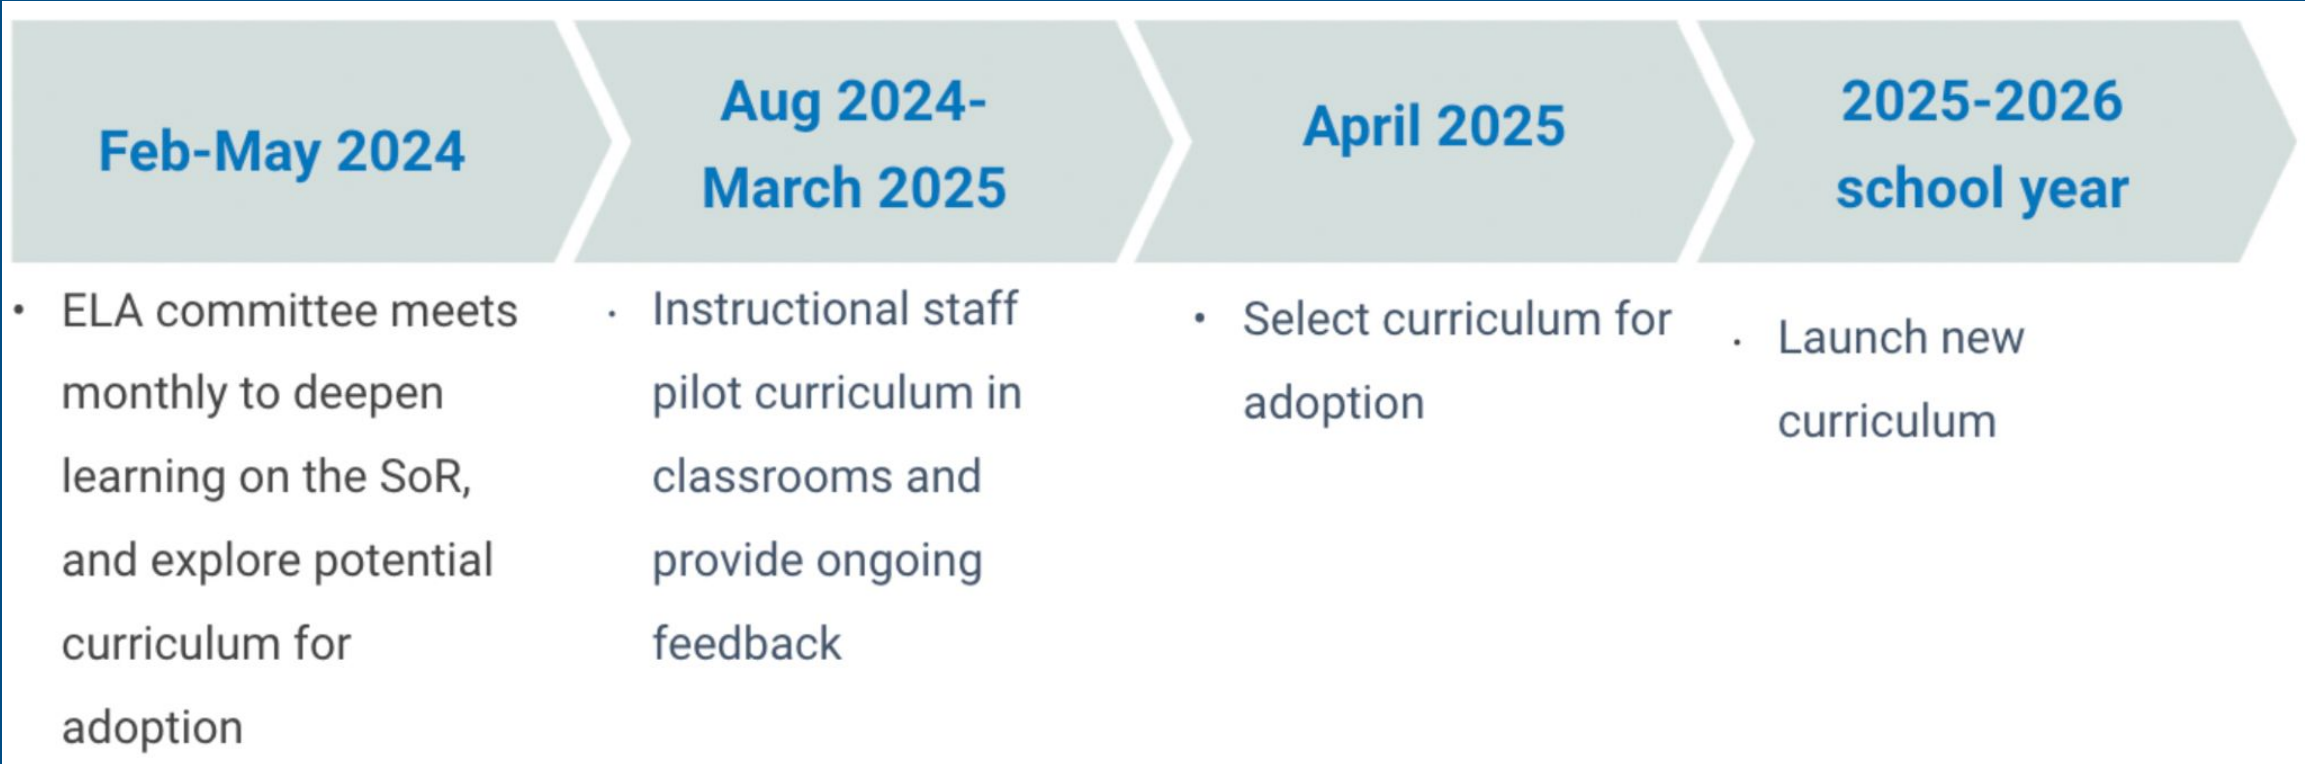 Feb-May 2024
Aug 2024-
March 2025
April 2025
2025-2026
school year
• ELA committee meets
monthly to deepen
learning on the SoR,
and explore potential
curriculum for
adoption
• Instructional staff
pilot curriculum in
classrooms and
provide ongoing
feedback
• Select curriculum for
adoption
• Launch new
curriculum